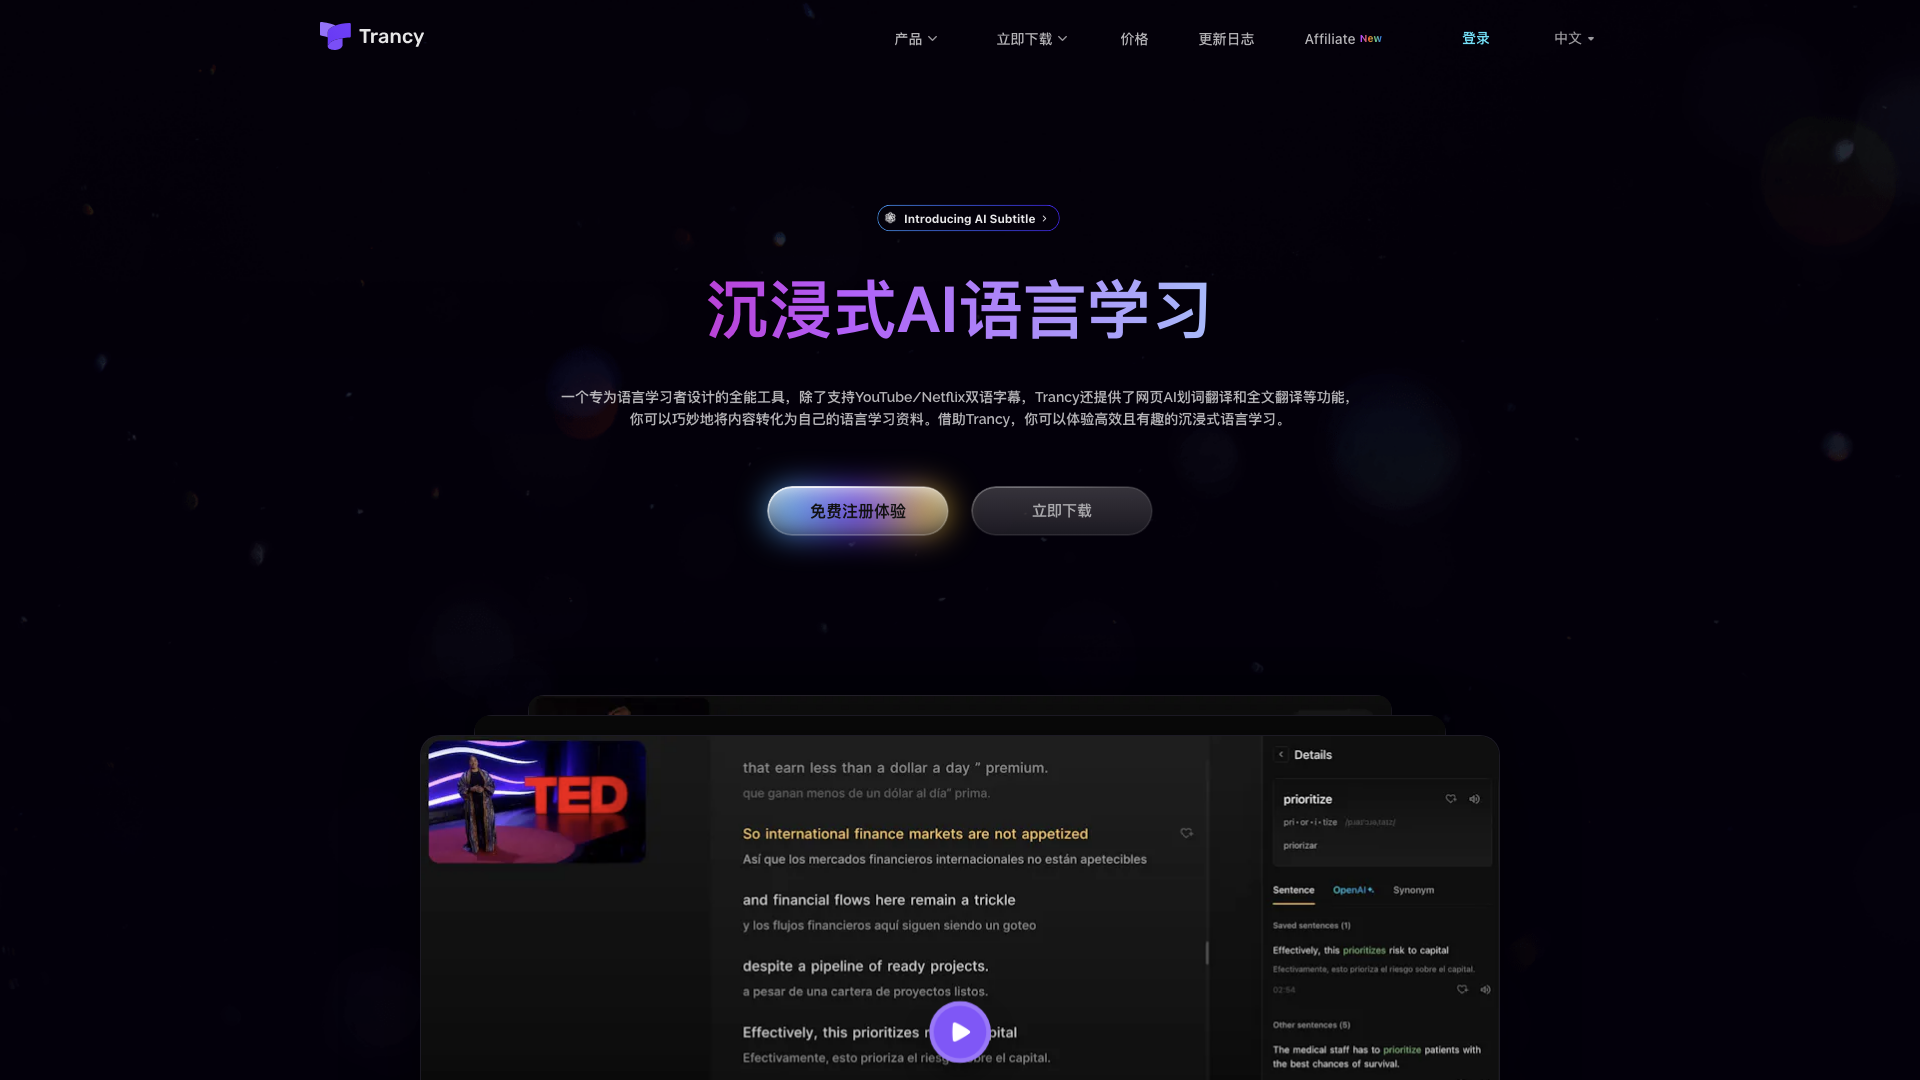 Trancy
产品
立即下载
价格
更新日志
Affiliate New
登录
中文
Introducing AI Subtitle
沉浸式AI语言学习
一个专为语言学习者设计的全能工具，除了支持YouTube/Netflix双语字幕，Trancy还提供了网页AI划词翻译和全文翻译等功能，
你可以巧妙地将内容转化为自己的语言学习资料。借助Trancy，你可以体验高效且有趣的沉浸式语言学习。
免费注册体验
立即下载
TED
that earn less than a dollar a day " premium.
que ganan menos de un dólar al día" prima.
So international finance markets are not appetized
Así que los mercados financieros internacionales no están apetecibles
and financial flows here remain a trickle
y los flujos financieros aquí siguen siendo un goteo
despite a pipeline of ready projects.
a pesar de una cartera de proyectos listos.
Effectively, this prioritizes
Efectivamente, esto prioriza el el capital.
Details
prioritize
pri•or•i•tize
priorizar
Sentence
OpenAI
Synonym
Saved sentences (1)
Effectively, this prioritizes risk to capital
Efectivamente, esto prioriza el riesgo sobre el capital.
02:54
Other sentences (5)
The medical staff has to prioritize patients with
the best chances of survival.